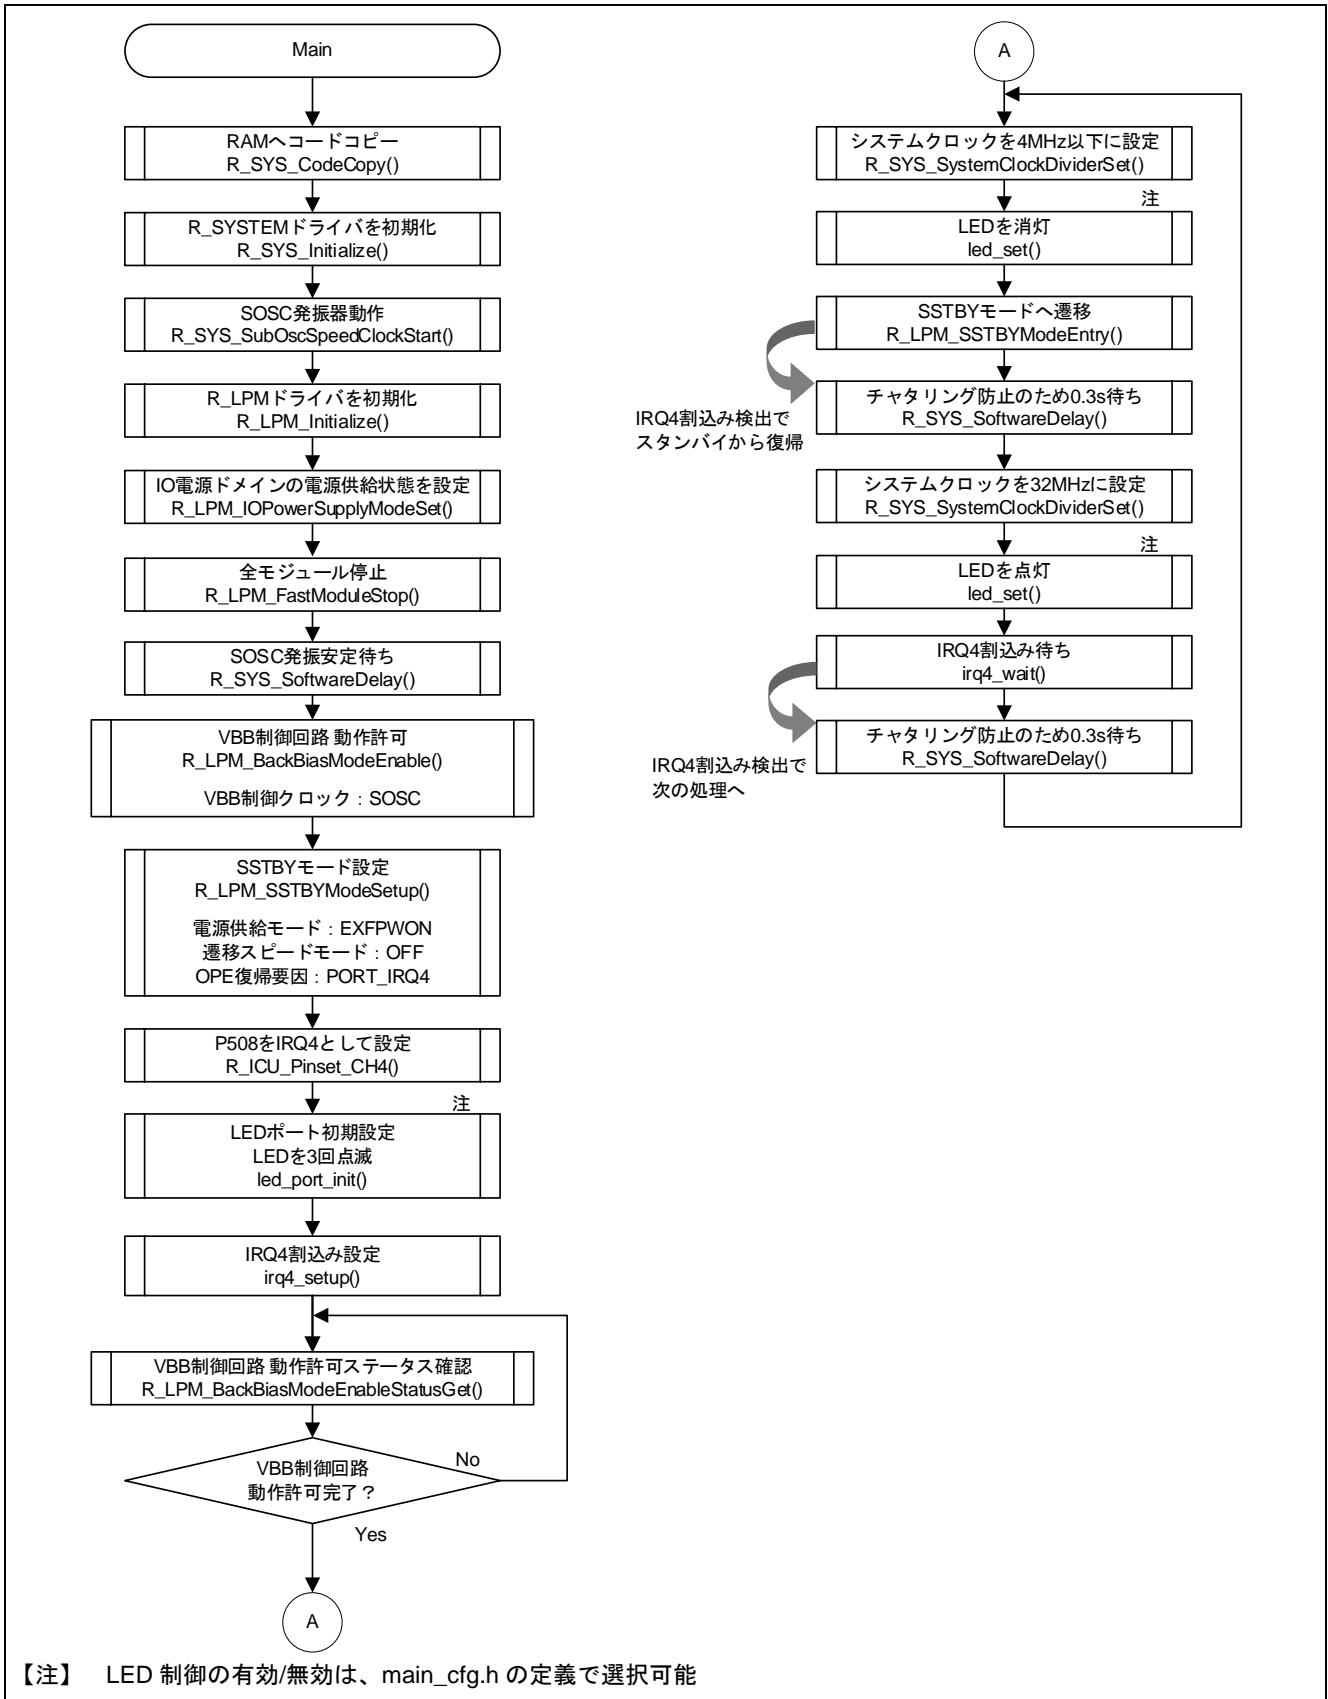 Main
RAMへコードコピー
R_SYS_CodeCopy()
R_SYSTEMドライバを初期化
R_SYS_Initialize()
SOSC発振器動作
R_SYS_SubOscSpeedClockStart()
R_LPMドライバを初期化
R_LPM_Initialize()
IO電源ドメインの電源供給状態を設定
R_LPM_IOPowerSupplyModeSet()
全モジュール停止
R_LPM_FastModuleStop()
SOSC発振安定待ち
R_SYS_SoftwareDelay()
VBB制御回路 動作許可
R_LPM_BackBiasModeEnable()
VBB制御クロック：SOSC
SSTBYモード設定
R_LPM_SSTBYModeSetup()
電源供給モード：EXFPWON
遷移スピードモード：OFF
OPE復帰要因：PORT_IRQ4
P508をIRQ4として設定
R_ICU_Pinset_CH4()
注
LEDポート初期設定
LEDを3回点滅
led_port_init()
IRQ4割込み設定
irq4_setup()
VBB制御回路 動作許可ステータス確認
R_LPM_BackBiasModeEnableStatusGet()
VBB制御回路
動作許可完了？
No
Yes
A
A
システムクロックを4MHz以下に設定
R_SYS_SystemClockDividerSet()
注
LEDを消灯
led_set()
SSTBYモードへ遷移
R_LPM_SSTBYModeEntry()
IRQ4割込み検出で
スタンバイから復帰
チャタリング防止のため0.3s待ち
R_SYS_SoftwareDelay()
システムクロックを32MHzに設定
R_SYS_SystemClockDividerSet()
注
LEDを点灯
led_set()
IRQ4割込み待ち
irq4_wait()
IRQ4割込み検出で
次の処理へ
チャタリング防止のため0.3s待ち
R_SYS_SoftwareDelay()
【注】 LED 制御の有効/無効は、main_cfg.h の定義で選択可能